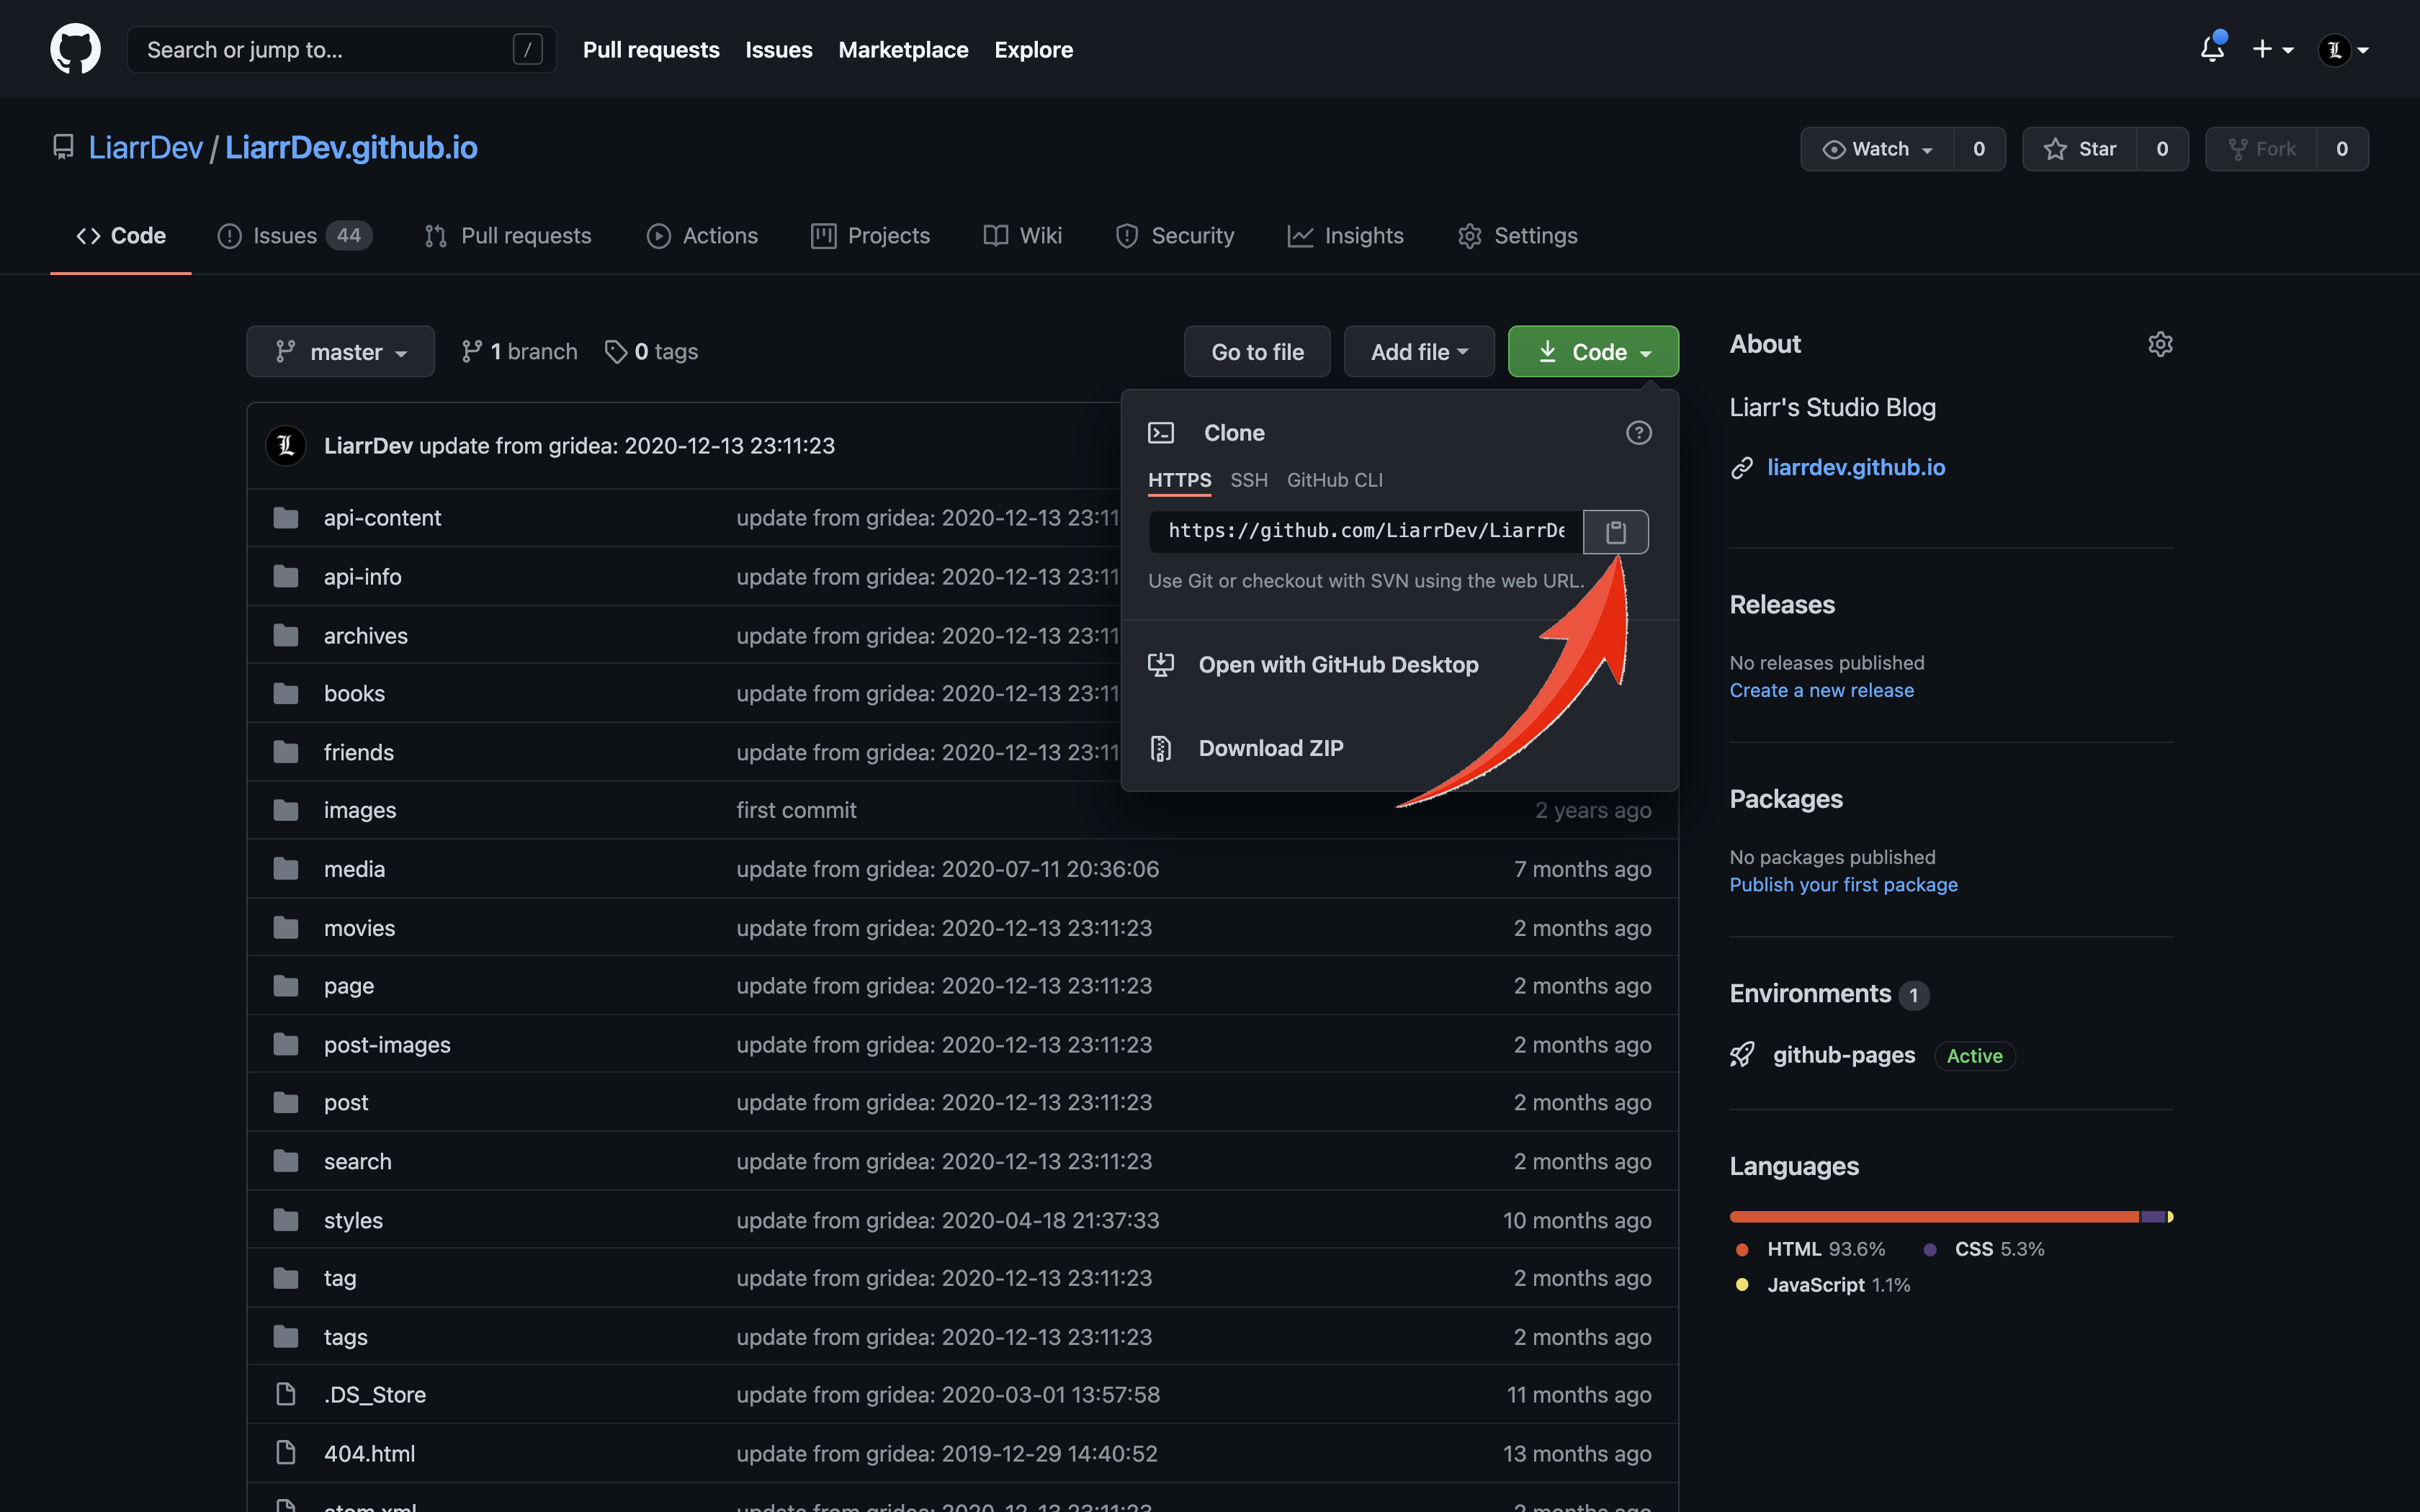 Search or jump to... /
Pull requests Issues Marketplace Explore
LiarrDev / LiarrDev.github.io
Watch 0 Star 0 Fork 0
Code Issues 44 Pull requests Actions Projects Wiki Security Insights Settings
master 1 branch 0 tags Go to file Add file Code
LiarrDev update from gridea: 2020-12-13 23:11:23
api-content update from gridea: 2020-12-13 23:11
api-info update from gridea: 2020-12-13 23:11
archives update from gridea: 2020-12-13 23:11
books update from gridea: 2020-12-13 23:11
friends update from gridea: 2020-12-13 23:11
images first commit 2 years ago
media update from gridea: 2020-07-11 20:36:06 7 months ago
movies update from gridea: 2020-12-13 23:11:23 2 months ago
page update from gridea: 2020-12-13 23:11:23 2 months ago
post-images update from gridea: 2020-12-13 23:11:23 2 months ago
post update from gridea: 2020-12-13 23:11:23 2 months ago
search update from gridea: 2020-12-13 23:11:23 2 months ago
styles update from gridea: 2020-04-18 21:37:33 10 months ago
tag update from gridea: 2020-12-13 23:11:23 2 months ago
tags update from gridea: 2020-12-13 23:11:23 2 months ago
.DS_Store update from gridea: 2020-03-01 13:57:58 11 months ago
404.html update from gridea: 2019-12-29 14:40:52 13 months ago
atom.xml update from gridea: 2020-12-13 23:11:23 2 months ago
Clone
HTTPS SSH GitHub CLI
https://github.com/LiarrDev/LiarrDe
Use Git or checkout with SVN using the web URL.
Open with GitHub Desktop
Download ZIP
About
Liarr's Studio Blog
liarrdev.github.io
Releases
No releases published
Create a new release
Packages
No packages published
Publish your first package
Environments 1
github-pages Active
Languages
HTML 93.6% CSS 5.3%
JavaScript 1.1%